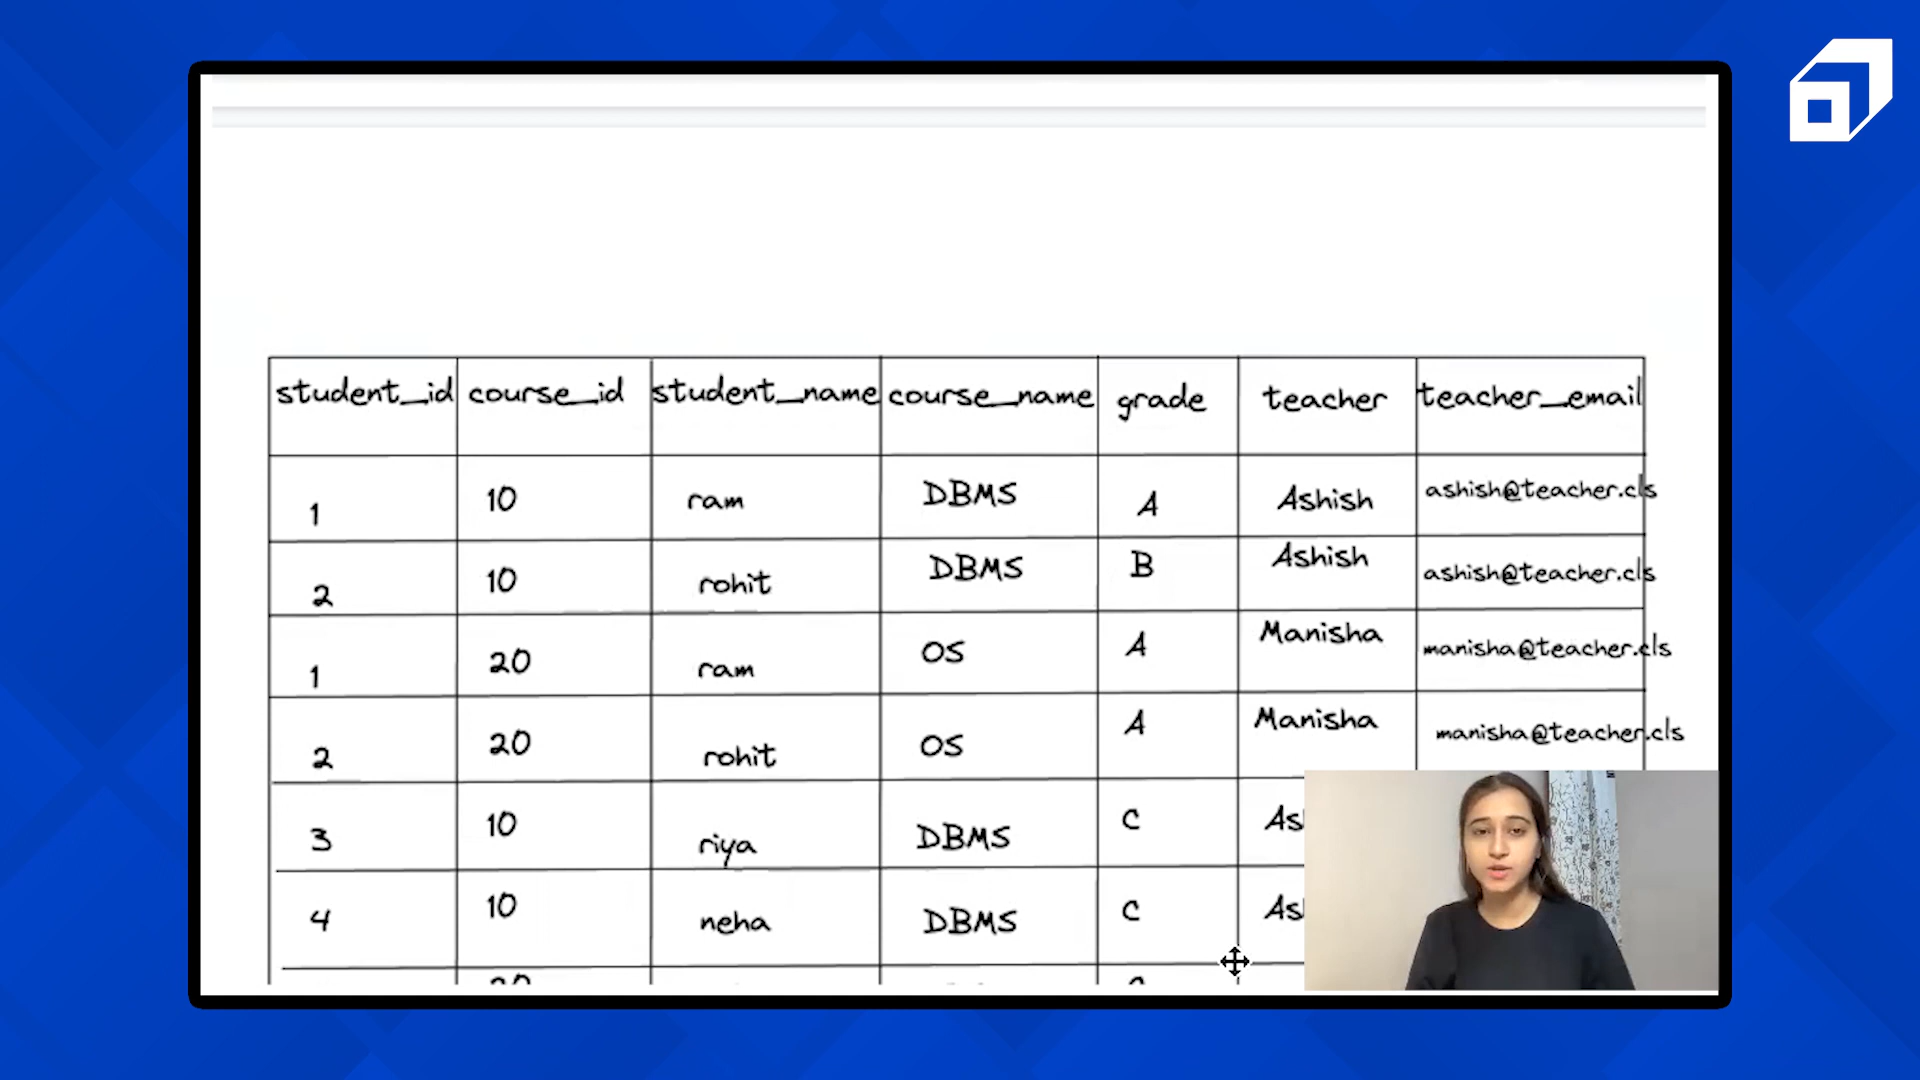 student_id course_id student_name course_name grade teacher teacher_email
1 10 ram DBMS A Ashish ashish@teacher.cls
2 10 rohit DBMS B Ashish ashish@teacher.cls
1 20 ram OS A Manisha manisha@teacher.cls
2 20 rohit OS A Manisha manisha@teacher.cls
3 10 riya DBMS C As
4 10 neha DBMS C As